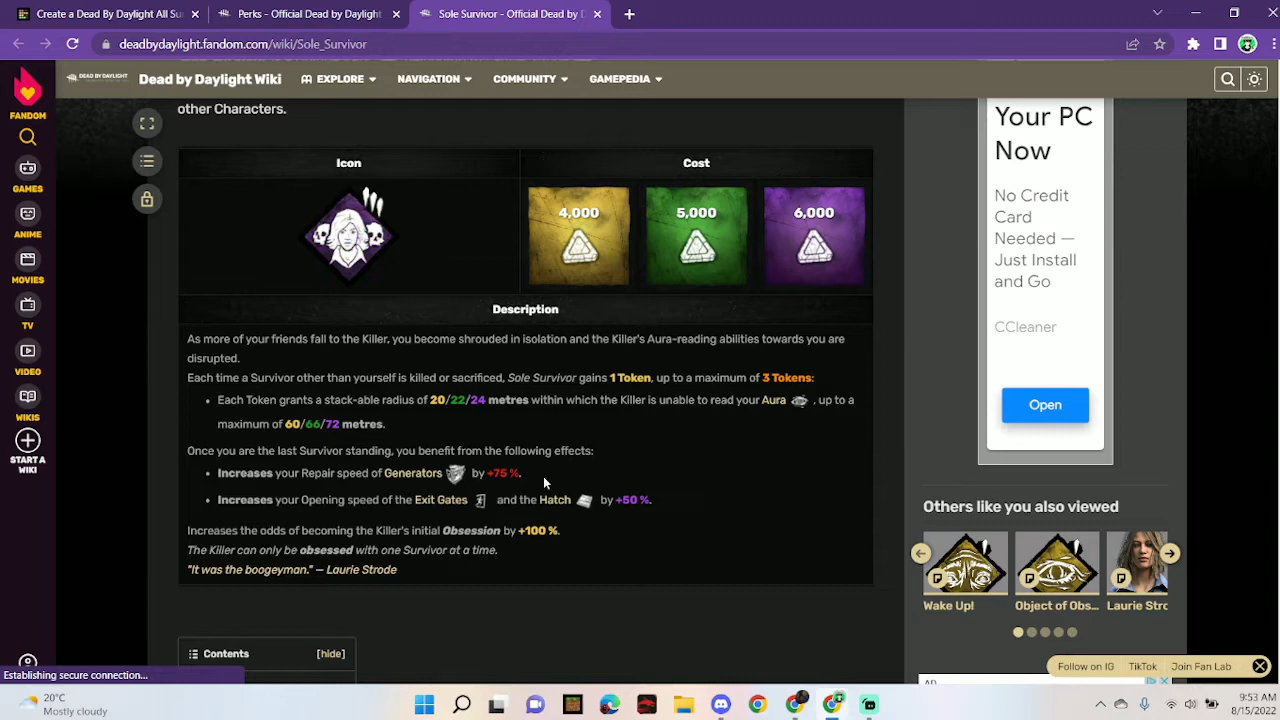 Create a Dead by Daylight All Su
Perks - Official Dead by Daylight
Sole Survivor - Official Dead by D
deadbydaylight.fandom.com/wiki/Sole_Survivor
FANDOM
GAMES
ANIME
MOVIES
TV
VIDEO
WIKIS
START A
WIKI
DEAD BY DAYLIGHT
Dead by Daylight Wiki
EXPLORE
NAVIGATION
COMMUNITY
GAMEPEDIA
other Characters.
Icon
Cost
4,000
5,000
6,000
Description
As more of your friends fall to the Killer, you become shrouded in isolation and the Killer's Aura-reading abilities towards you are
disrupted.
Each time a Survivor other than yourself is killed or sacrificed, Sole Survivor gains 1 Token, up to a maximum of 3 Tokens:
• Each Token grants a stack-able radius of 20/22/24 metres within which the Killer is unable to read your Aura , up to a
maximum of 60/66/72 metres.
Once you are the last Survivor standing, you benefit from the following effects:
• Increases your Repair speed of Generators by +75 %.
• Increases your Opening speed of the Exit Gates and the Hatch by +50 %.
Increases the odds of becoming the Killer's initial Obsession by +100 %.
The Killer can only be obsessed with one Survivor at a time.
"It was the boogeyman." — Laurie Strode
Contents [hide]
Your PC
Now
No Credit
Card
Needed —
Just Install
and Go
CCleaner
Open
Others like you also viewed
Wake Up!
Object of Obs...
Laurie Strc
Follow on IG
TikTok
Join Fan Lab
AD
Establishing secure connection...
20°C
Mostly cloudy
9:53 AM
8/15/2022